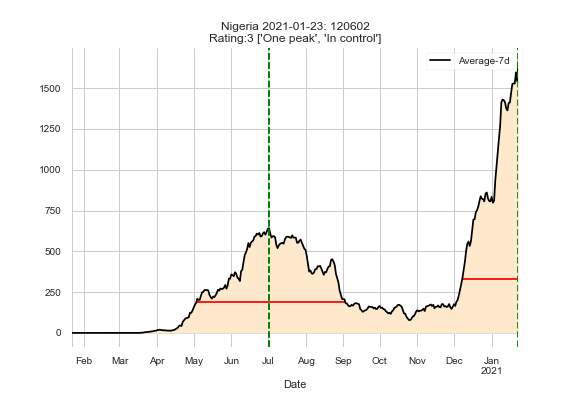 Nigeria 2021-01-23: 120602
Rating:3 ['One peak', 'In control']
Average-7d
1500
1250
1000
750
500
250
0
Feb Mar Apr May Jun Jul Aug Sep Oct Nov Dec Jan
2021
Date